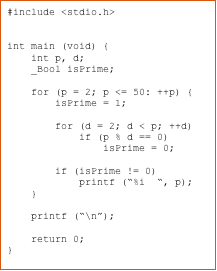 #include <stdio.h>
int main (void) {
int p, d;
_Bool isPrime;
for (p = 2; p <= 50: ++p) {
isPrime = 1;
for (d = 2; d < p; ++d)
if (p % d == 0)
isPrime = 0;
if (isPrime != 0)
printf (“%i  “, p);
}
printf (“\n”);
return 0;
}